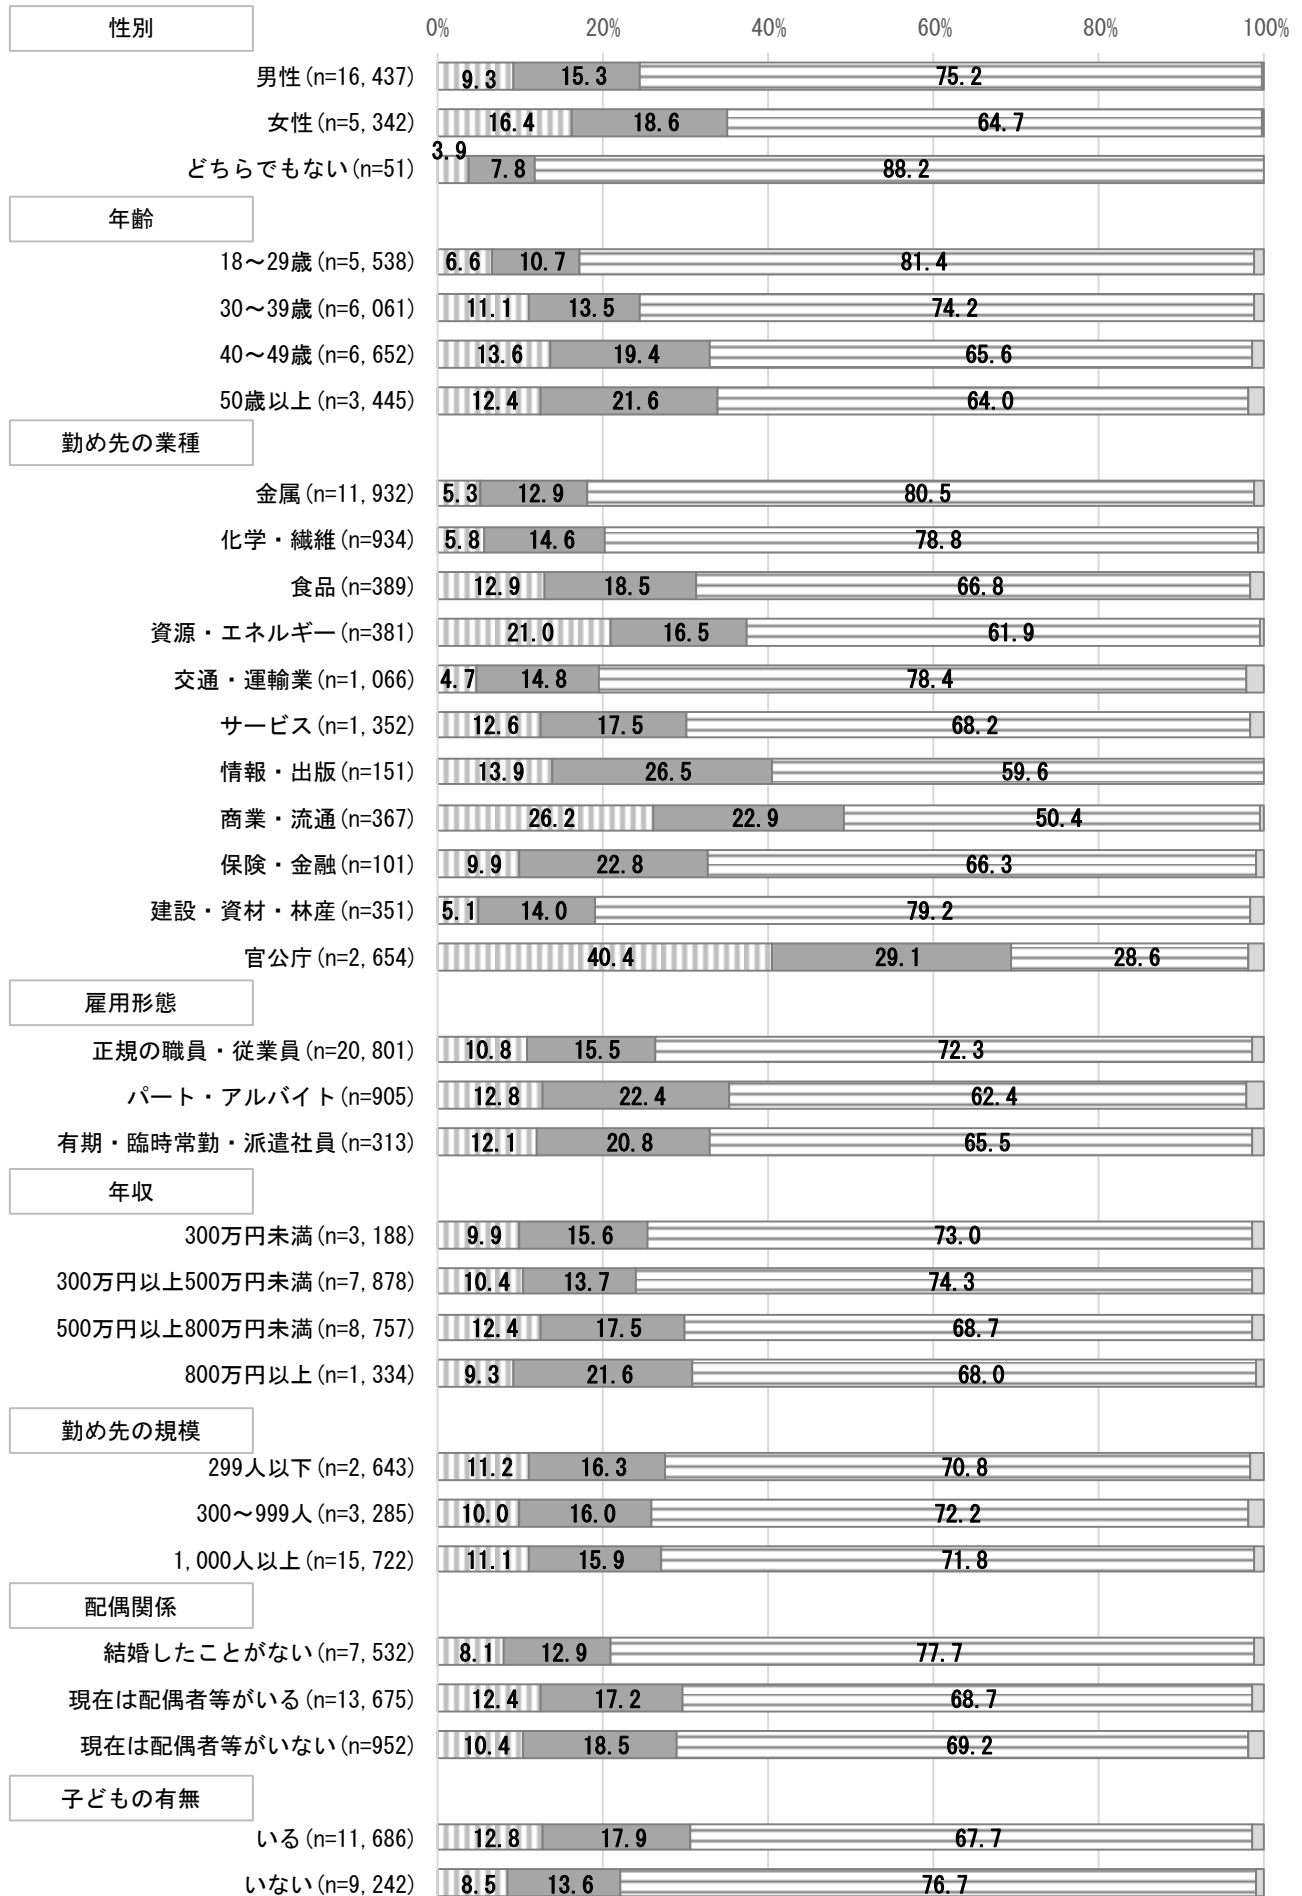 性別
0% 20% 40% 60% 80% 100%
男性(n=16,437) 9.3 15.3 75.2
女性(n=5,342) 16.4 18.6 64.7
どちらでもない(n=51) 3.9 7.8 88.2
年齢
18～29歳(n=5,538) 6.6 10.7 81.4
30～39歳(n=6,061) 11.1 13.5 74.2
40～49歳(n=6,652) 13.6 19.4 65.6
50歳以上(n=3,445) 12.4 21.6 64.0
勤め先の業種
金属(n=11,932) 5.3 12.9 80.5
化学・繊維(n=934) 5.8 14.6 78.8
食品(n=389) 12.9 18.5 66.8
資源・エネルギー(n=381) 21.0 16.5 61.9
交通・運輸業(n=1,066) 4.7 14.8 78.4
サービス(n=1,352) 12.6 17.5 68.2
情報・出版(n=151) 13.9 26.5 59.6
商業・流通(n=367) 26.2 22.9 50.4
保険・金融(n=101) 9.9 22.8 66.3
建設・資材・林産(n=351) 5.1 14.0 79.2
官公庁(n=2,654) 40.4 29.1 28.6
雇用形態
正規の職員・従業員(n=20,801) 10.8 15.5 72.3
パート・アルバイト(n=905) 12.8 22.4 62.4
有期・臨時常勤・派遣社員(n=313) 12.1 20.8 65.5
年収
300万円未満(n=3,188) 9.9 15.6 73.0
300万円以上500万円未満(n=7,878) 10.4 13.7 74.3
500万円以上800万円未満(n=8,757) 12.4 17.5 68.7
800万円以上(n=1,334) 9.3 21.6 68.0
勤め先の規模
299人以下(n=2,643) 11.2 16.3 70.8
300～999人(n=3,285) 10.0 16.0 72.2
1,000人以上(n=15,722) 11.1 15.9 71.8
配偶関係
結婚したことがない(n=7,532) 8.1 12.9 77.7
現在は配偶者等がいる(n=13,675) 12.4 17.2 68.7
現在は配偶者等がいない(n=952) 10.4 18.5 69.2
子どもの有無
いる(n=11,686) 12.8 17.9 67.7
いない(n=9,242) 8.5 13.6 76.7